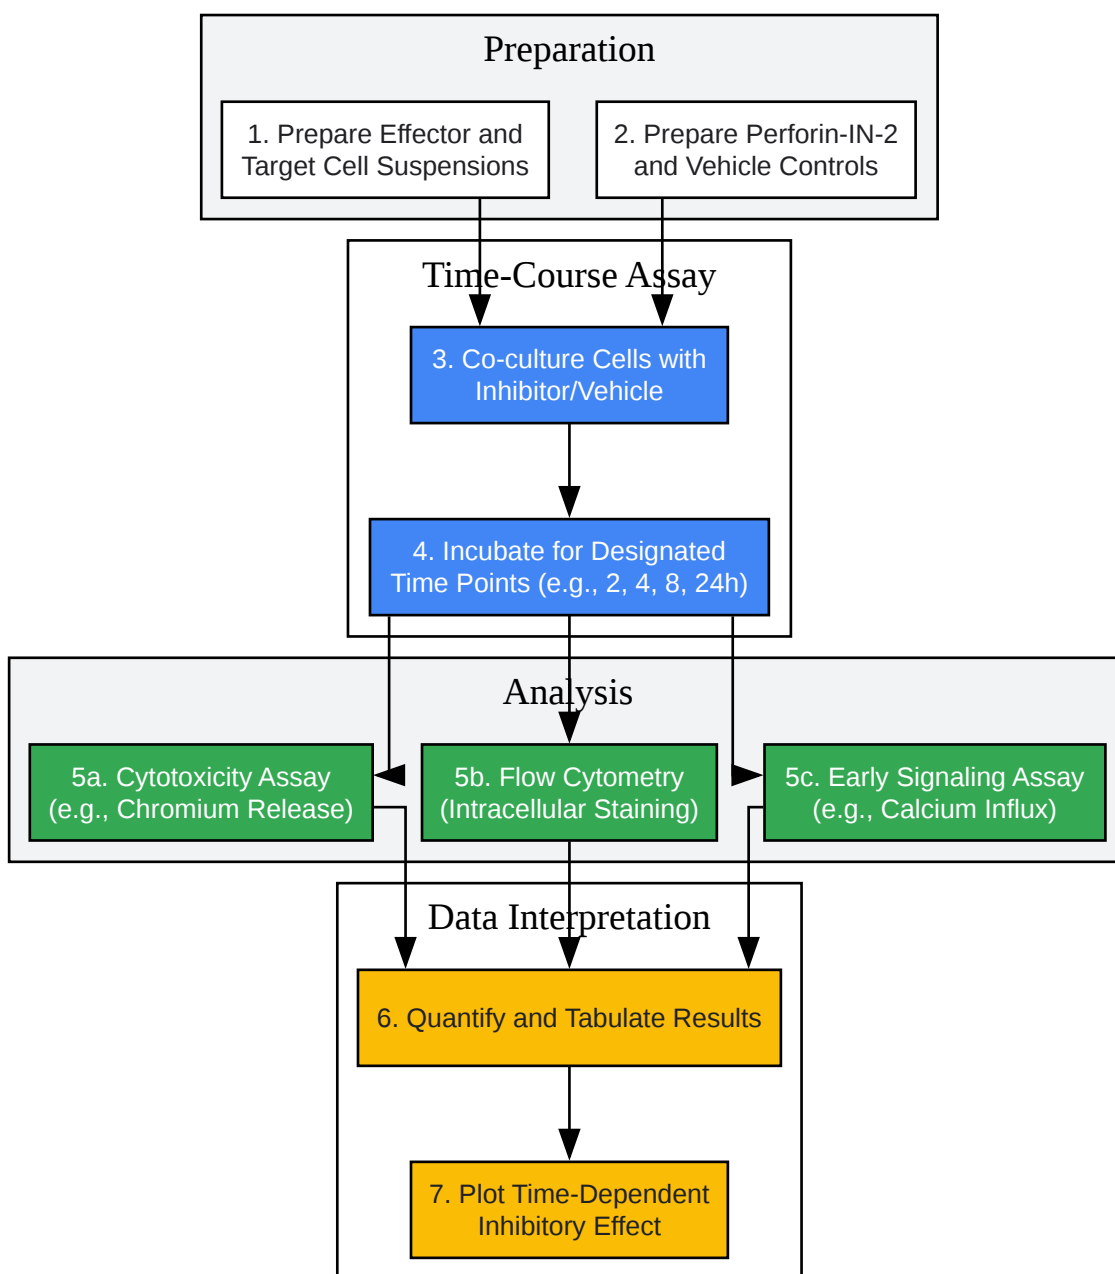 Preparation
1. Prepare Effector and
Target Cell Suspensions
2. Prepare Perforin-IN-2
and Vehicle Controls
Time-Course Assay
3. Co-culture Cells with
Inhibitor/Vehicle
4. Incubate for Designated
Time Points (e.g., 2, 4, 8, 24h)
Analysis
5a. Cytotoxicity Assay
(e.g., Chromium Release)
5b. Flow Cytometry
(Intracellular Staining)
5c. Early Signaling Assay
(e.g., Calcium Influx)
Data Interpretation
6. Quantify and Tabulate Results
7. Plot Time-Dependent
Inhibitory Effect